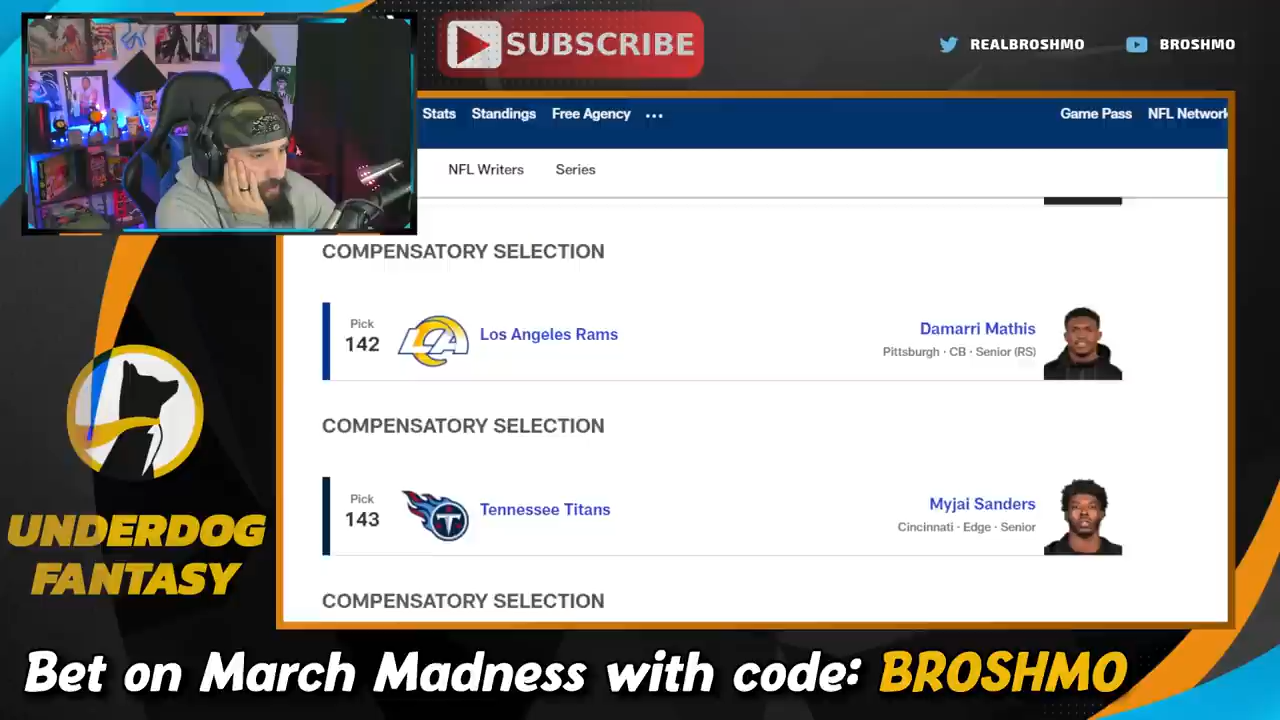 SUBSCRIBE
REALBROSHMO
BROSHMO
Stats Standings Free Agency ...
Game Pass NFL Network
NFL Writers Series
COMPENSATORY SELECTION
Pick
142
LA
Los Angeles Rams
Damarri Mathis
Pittsburgh · CB · Senior (RS)
COMPENSATORY SELECTION
Pick
143
T
Tennessee Titans
Myjai Sanders
Cincinnati · Edge · Senior
COMPENSATORY SELECTION
UNDERDOG
FANTASY
Bet on March Madness with code: BROSHMO